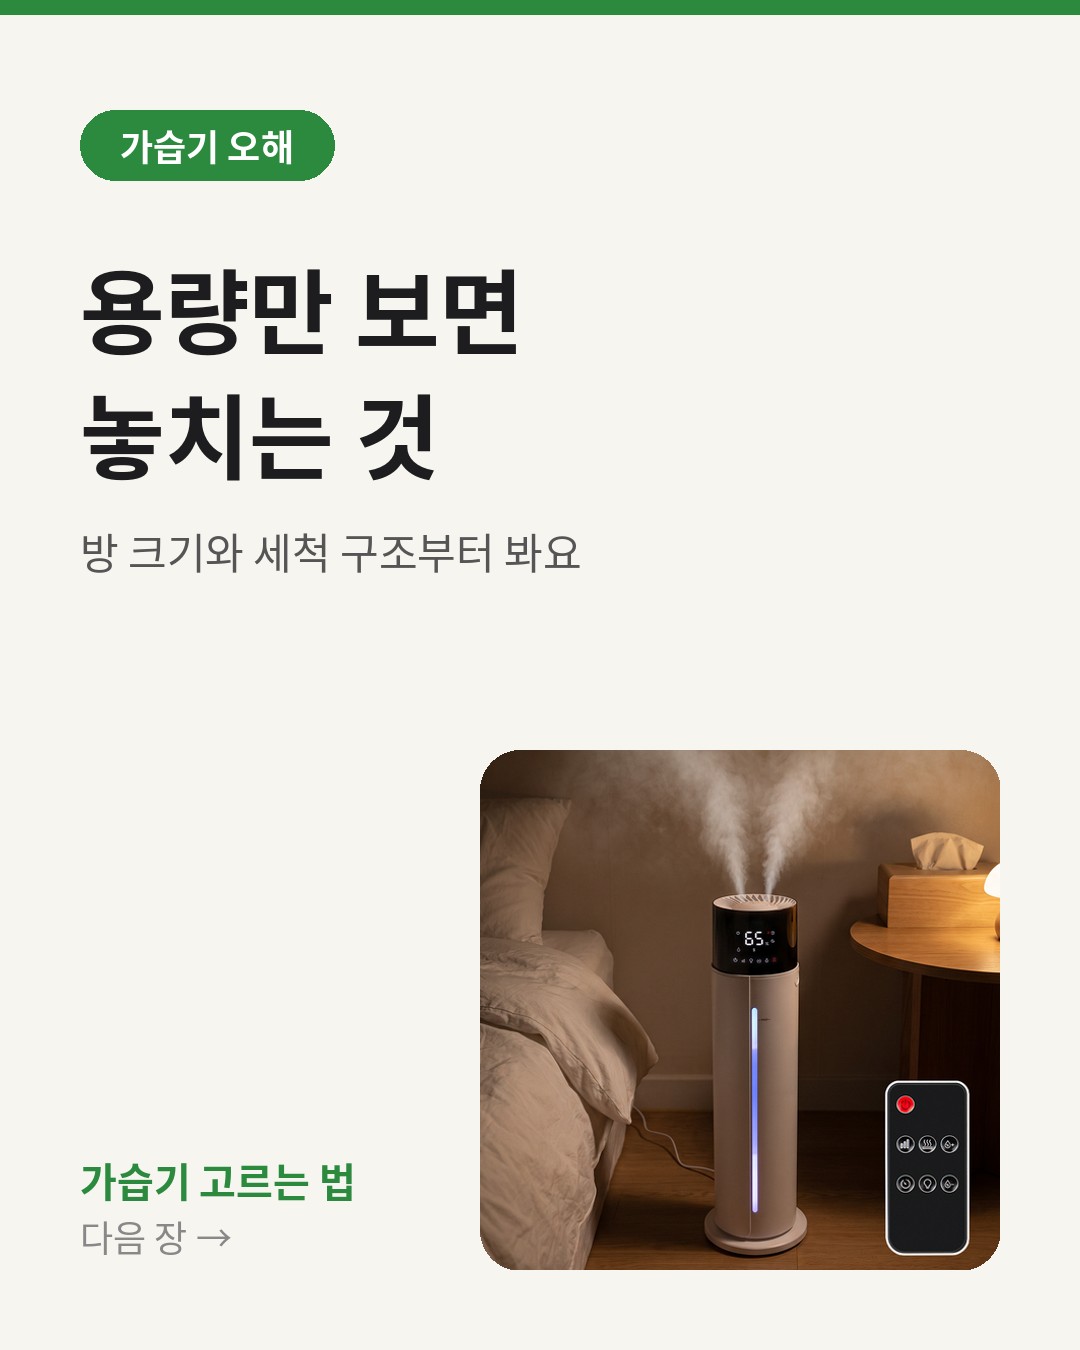 가습기 오해
용량만 보면
놓치는 것
방 크기와 세척 구조부터 봐요
65
가습기 고르는 법
다음 장 →